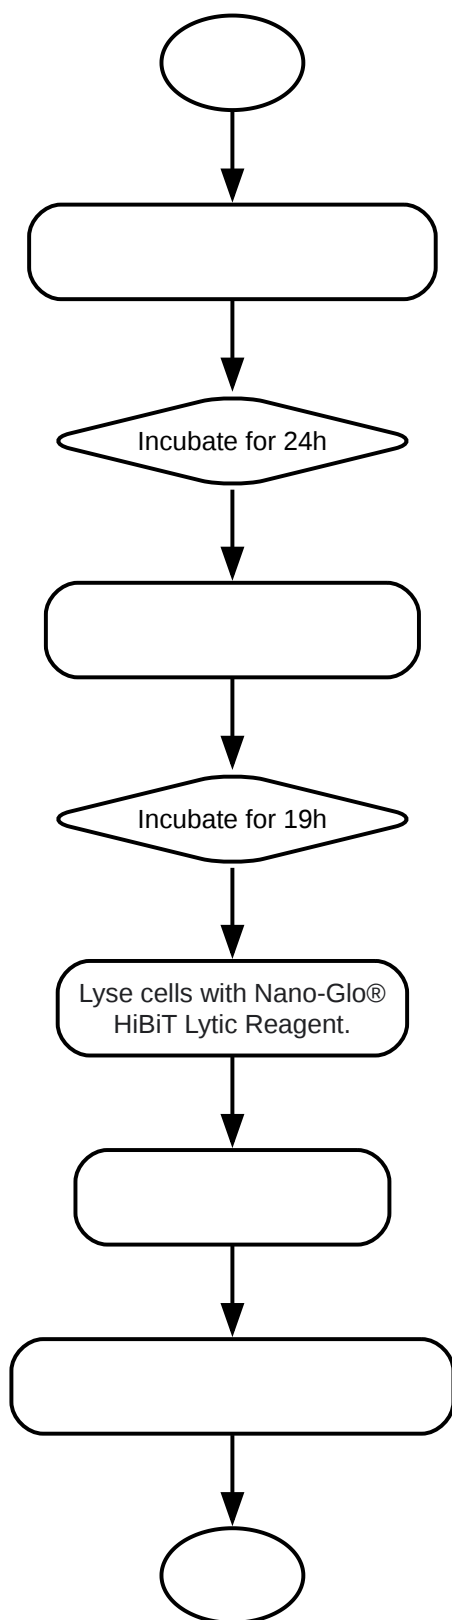 Incubate for 24h
Incubate for 19h
Lyse cells with Nano-Glo®
HiBiT Lytic Reagent.